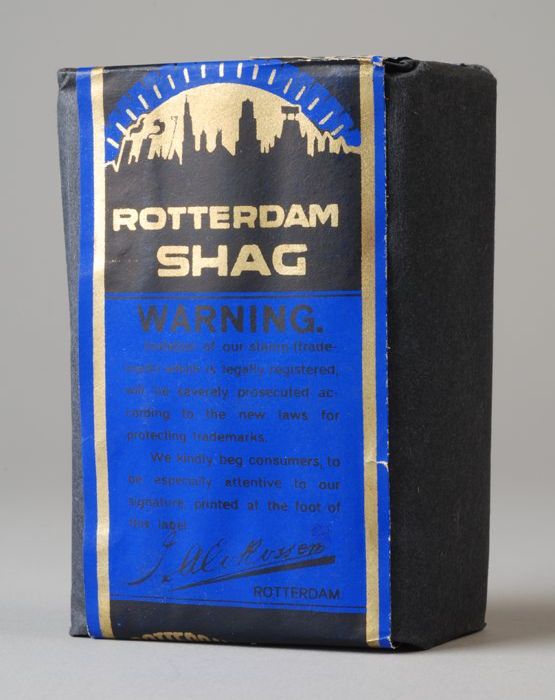 ROTTERDAM
SHAG
WARNING.
Imitation of our stamp (trade-
mark) which is legally registered,
will be severely prosecuted ac-
cording to the new laws for
protecting trademarks.
We kindly beg consumers, to
be especially attentive to our
signature, printed at the foot of
this label
ROTTERDAM
ROTTERDAM